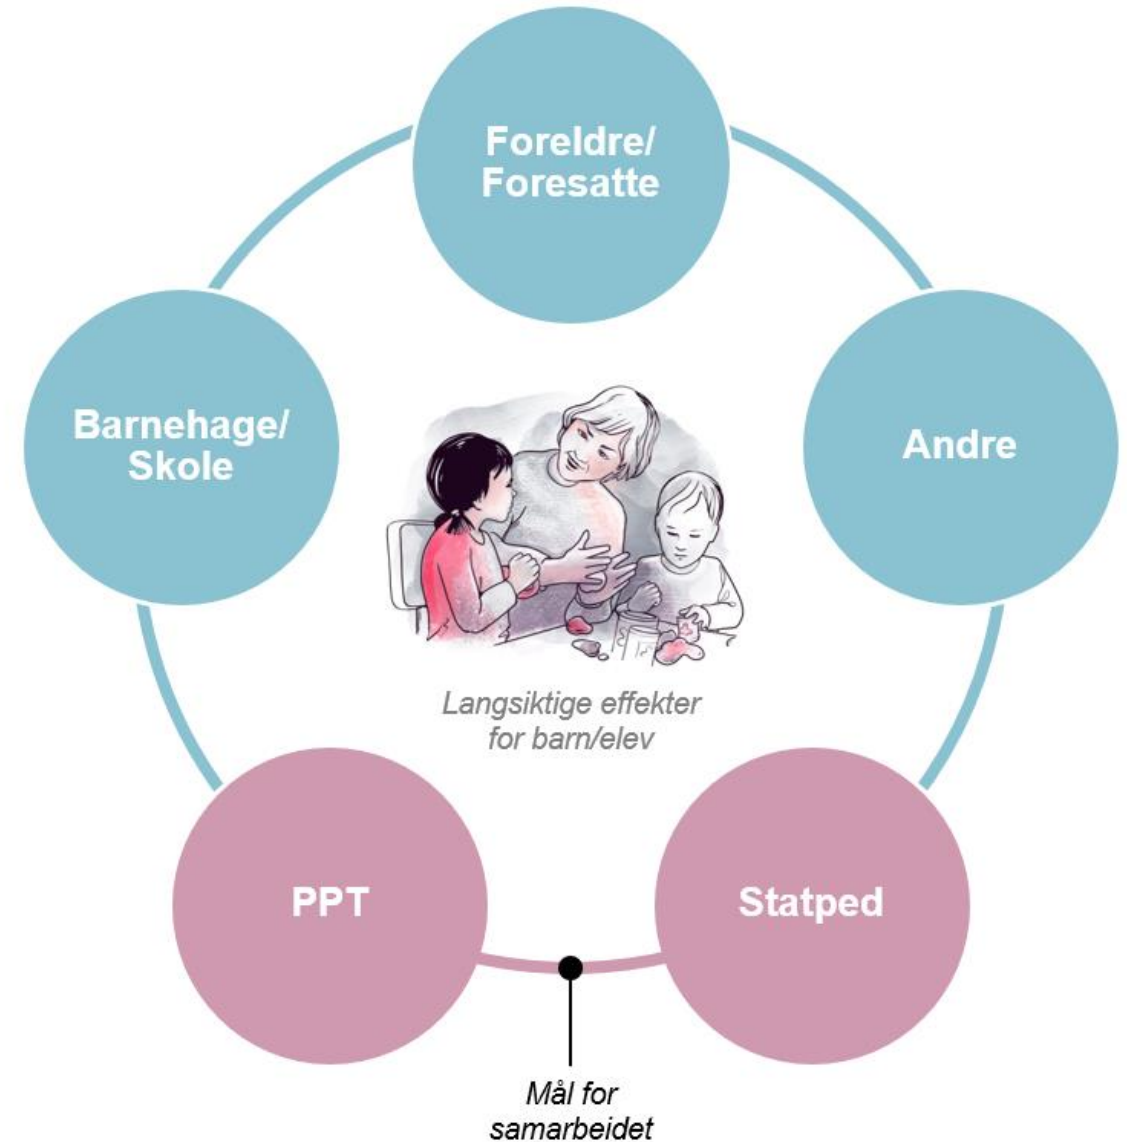 Foreldre/
Foresatte
Barnehage/
Skole
Andre
Langsiktige effekter
for barn/elev
PPT
Statped
Mål for
samarbeidet